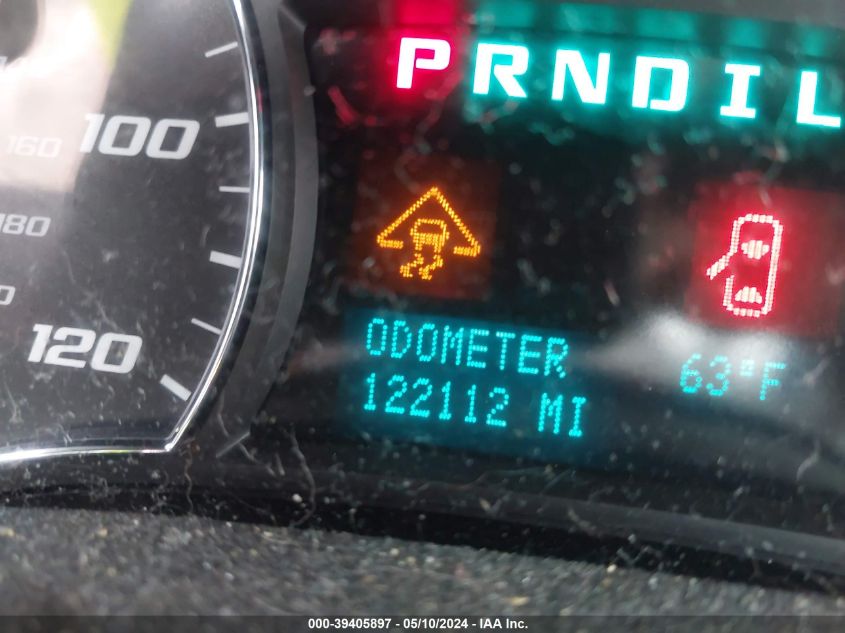 PRNDIL
100
160
180
120
ODOMETER
122112 MI
63°F
000-39405897 - 05/10/2024 - IAA Inc.